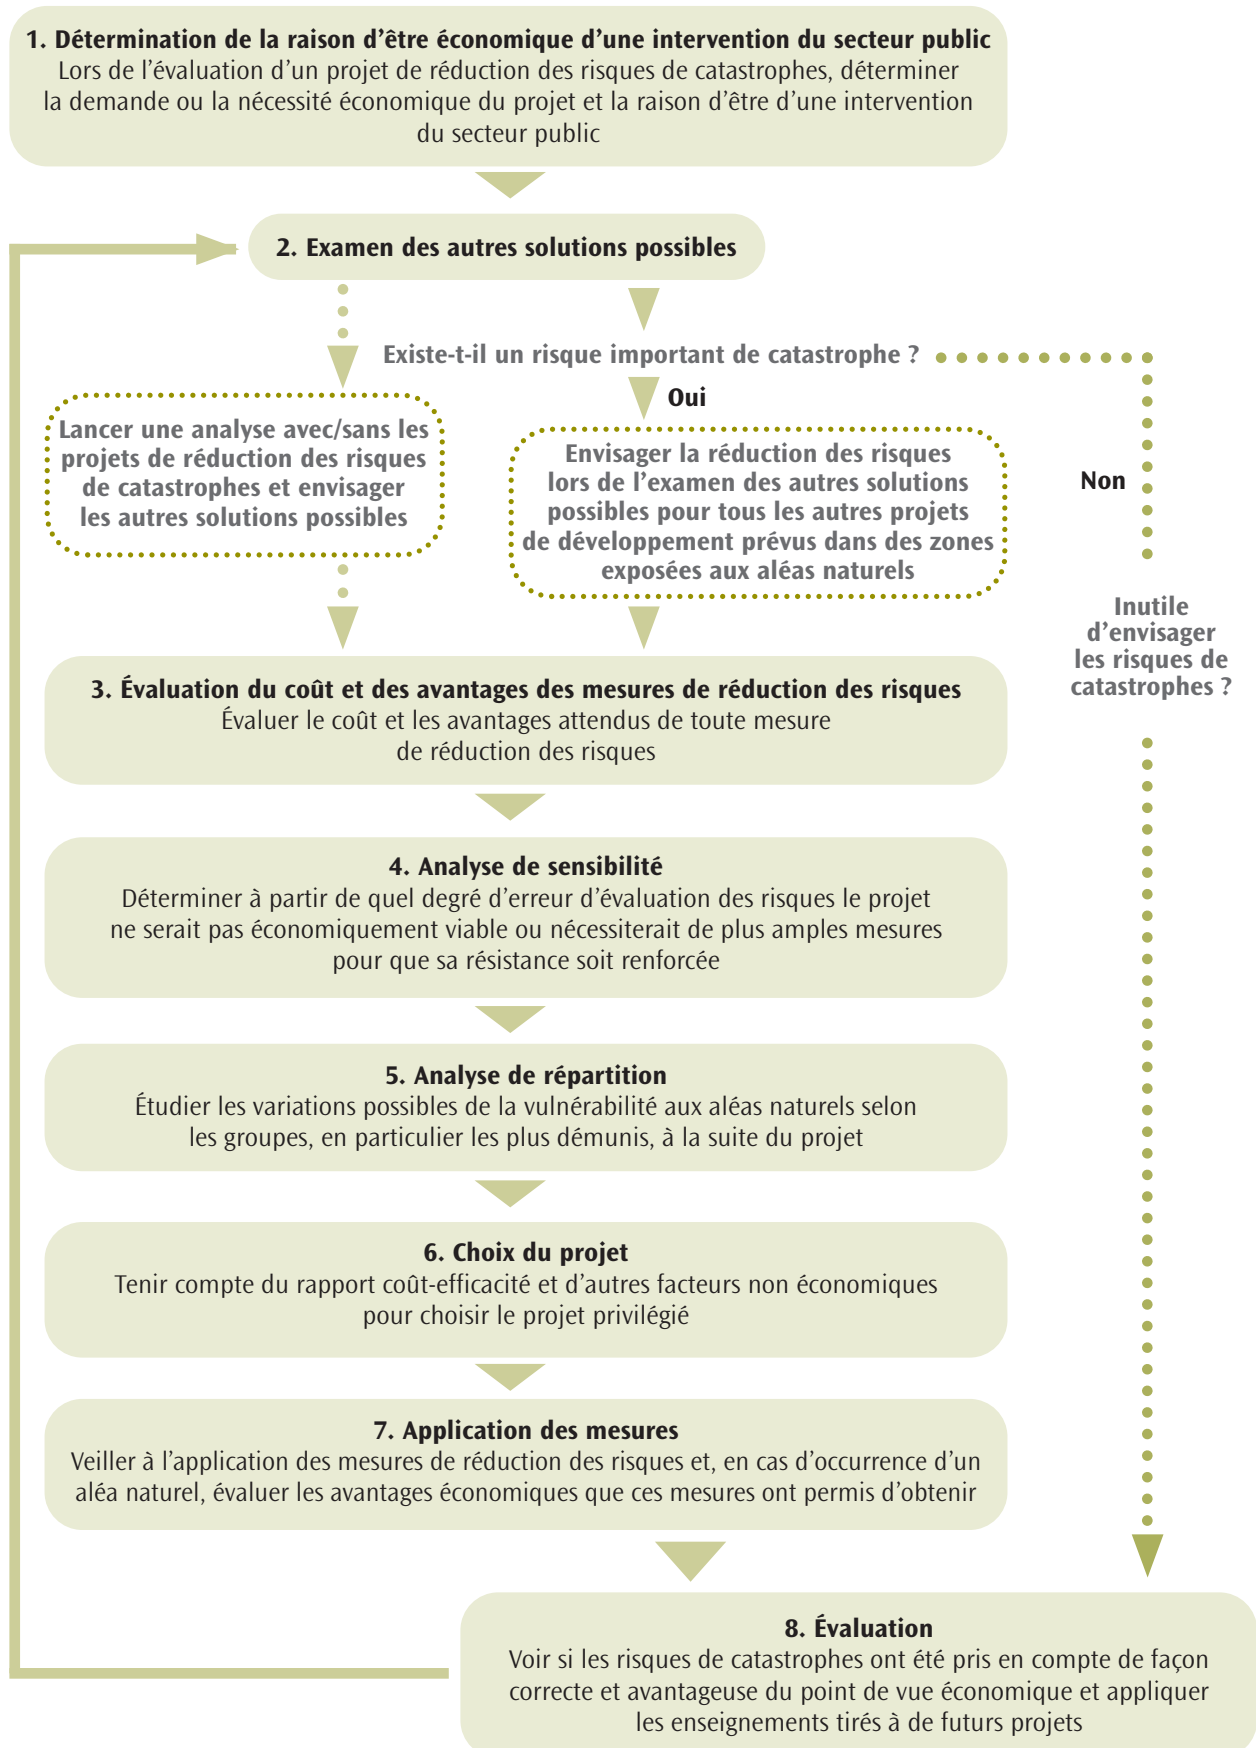 1. Détermination de la raison d’être économique d’une intervention du secteur public
Lors de l’évaluation d’un projet de réduction des risques de catastrophes, déterminer
la demande ou la nécessité économique du projet et la raison d’être d’une intervention
du secteur public
2. Examen des autres solutions possibles
Existe-t-il un risque important de catastrophe ?
Oui
Lancer une analyse avec/sans les
projets de réduction des risques
de catastrophes et envisager
les autres solutions possibles
Envisager la réduction des risques
lors de l’examen des autres solutions
possibles pour tous les autres projets
de développement prévus dans des zones
exposées aux aléas naturels
Non
Inutile
d’envisager
les risques de
catastrophes ?
3. Évaluation du coût et des avantages des mesures de réduction des risques
Évaluer le coût et les avantages attendus de toute mesure
de réduction des risques
4. Analyse de sensibilité
Déterminer à partir de quel degré d’erreur d’évaluation des risques le projet
ne serait pas économiquement viable ou nécessiterait de plus amples mesures
pour que sa résistance soit renforcée
5. Analyse de répartition
Étudier les variations possibles de la vulnérabilité aux aléas naturels selon
les groupes, en particulier les plus démunis, à la suite du projet
6. Choix du projet
Tenir compte du rapport coût-efficacité et d’autres facteurs non économiques
pour choisir le projet privilégié
7. Application des mesures
Veiller à l’application des mesures de réduction des risques et, en cas d’occurrence d’un
aléa naturel, évaluer les avantages économiques que ces mesures ont permis d’obtenir
8. Évaluation
Voir si les risques de catastrophes ont été pris en compte de façon
correcte et avantageuse du point de vue économique et appliquer
les enseignements tirés à de futurs projets